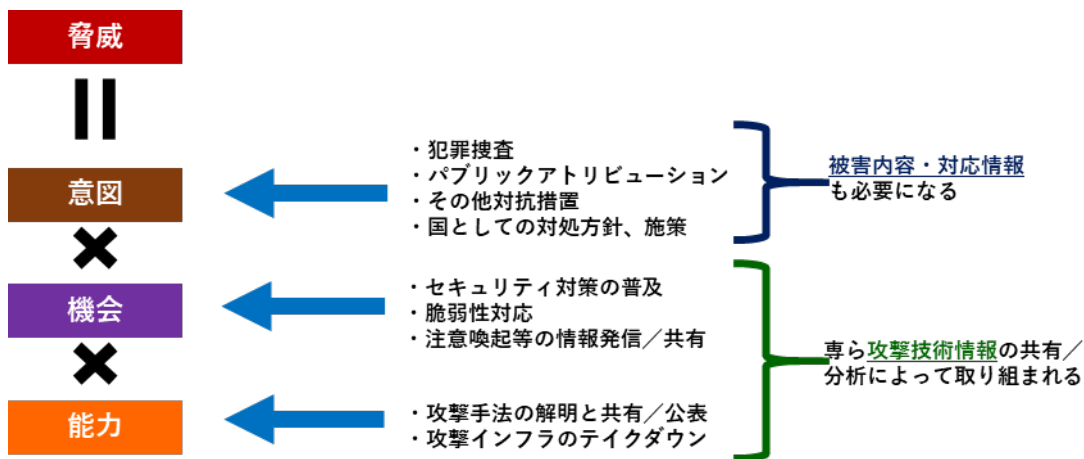 脅威
意図
機会
能力
・犯罪捜査
・パブリックアトリビューション
・その他対抗措置
・国としての対処方針、施策
・セキュリティ対策の普及
・脆弱性対応
・注意喚起等の情報発信／共有
・攻撃手法の解明と共有／公表
・攻撃インフラのテイクダウン
被害内容・対応情報
も必要になる
専ら攻撃技術情報の共有／
分析によって取り組まれる